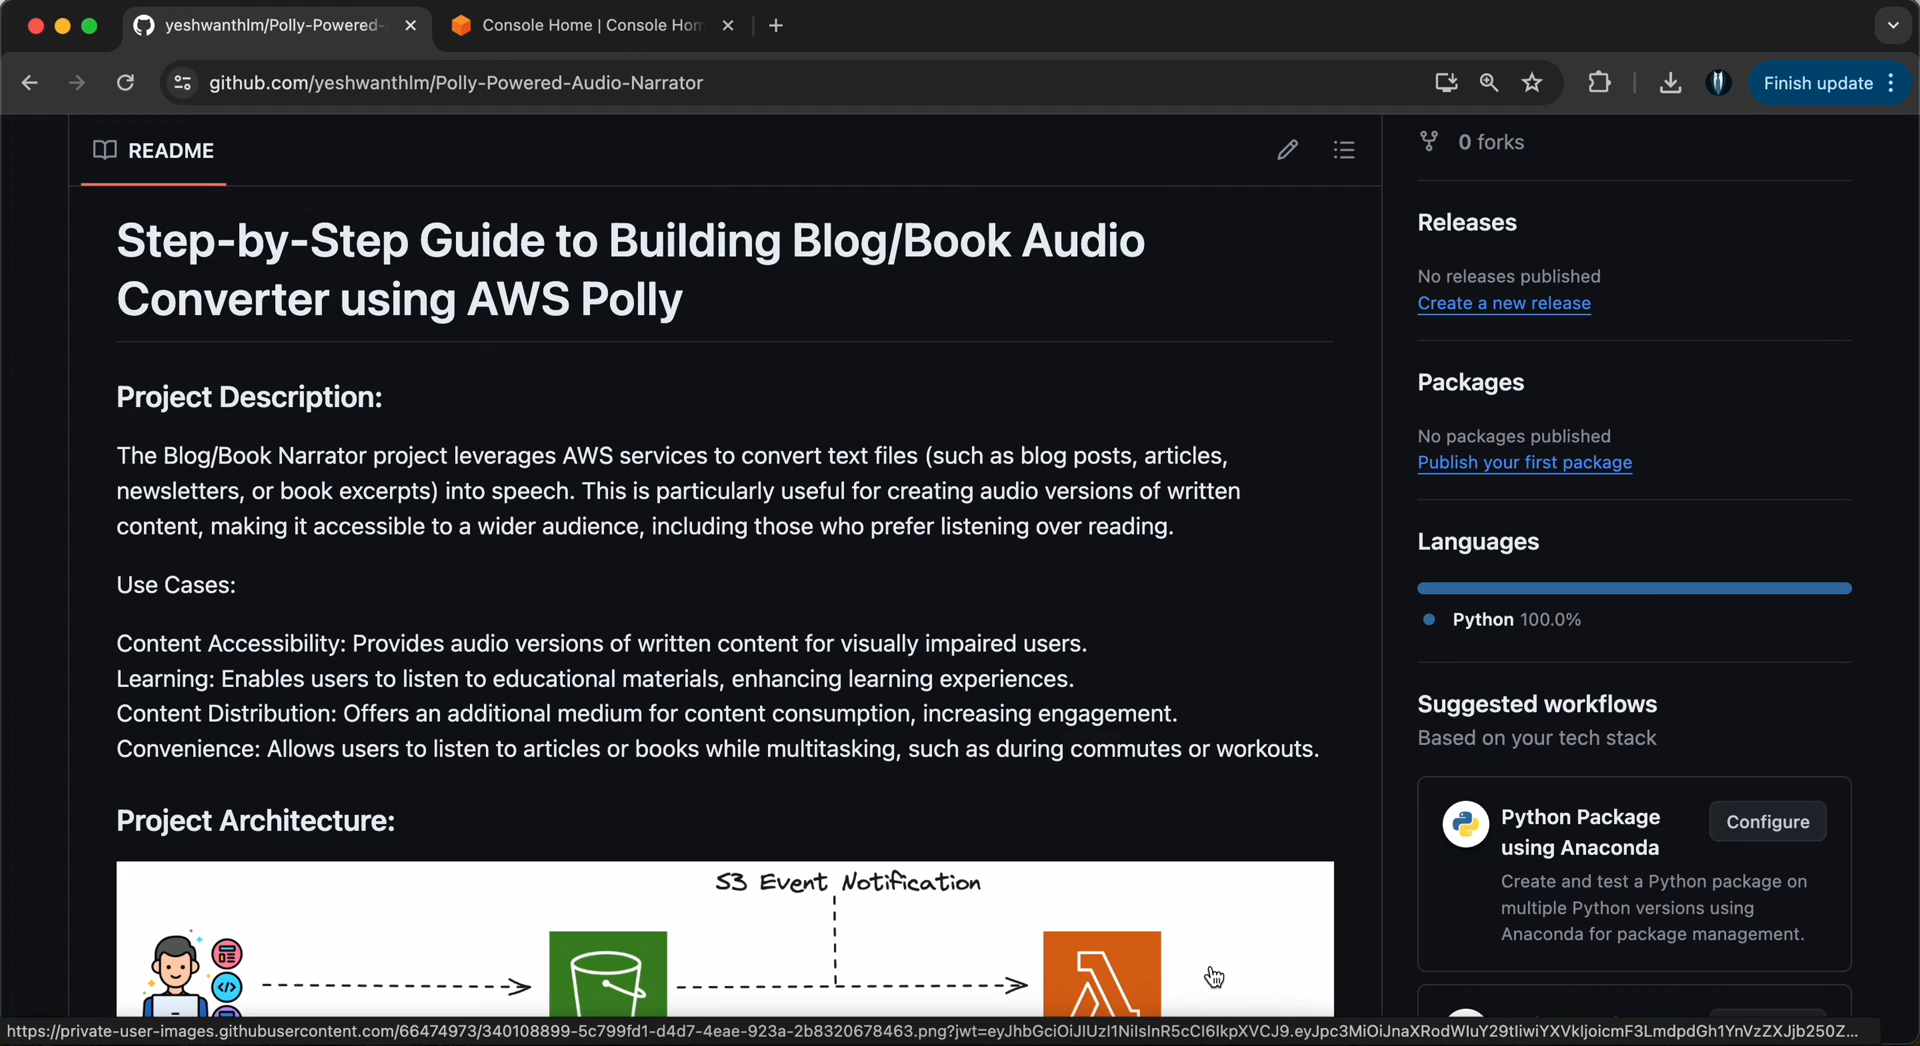 yeshwanthlm/Polly-Powered-
Console Home | Console Hom
github.com/yeshwanthlm/Polly-Powered-Audio-Narrator
Finish update
README
Step-by-Step Guide to Building Blog/Book Audio
Converter using AWS Polly
Project Description:
The Blog/Book Narrator project leverages AWS services to convert text files (such as blog posts, articles,
newsletters, or book excerpts) into speech. This is particularly useful for creating audio versions of written
content, making it accessible to a wider audience, including those who prefer listening over reading.
Use Cases:
Content Accessibility: Provides audio versions of written content for visually impaired users.
Learning: Enables users to listen to educational materials, enhancing learning experiences.
Content Distribution: Offers an additional medium for content consumption, increasing engagement.
Convenience: Allows users to listen to articles or books while multitasking, such as during commutes or workouts.
Project Architecture:
S3 Event Notification
0 forks
Releases
No releases published
Create a new release
Packages
No packages published
Publish your first package
Languages
Python 100.0%
Suggested workflows
Based on your tech stack
Python Package
using Anaconda
Configure
Create and test a Python package on
multiple Python versions using
Anaconda for package management.